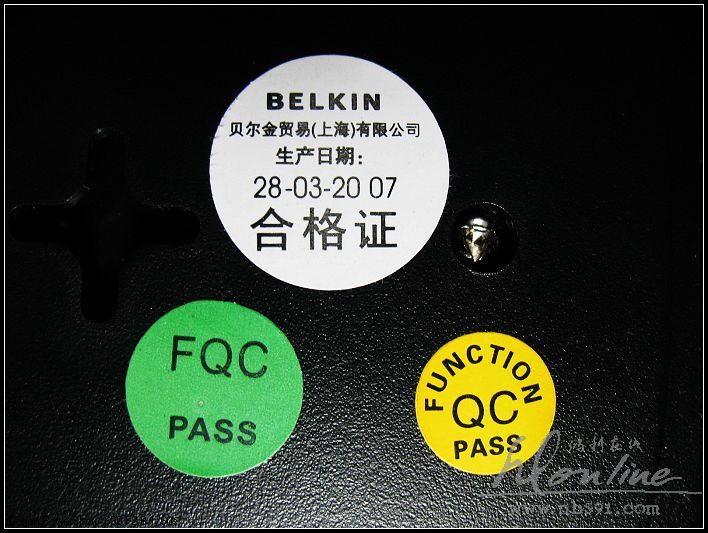 BELKIN
贝尔金贸易(上海)有限公司
生产日期：
28-03-20 07
合格证
FQC
PASS
FUNCTION
QC
PASS
online
www.nb591.com